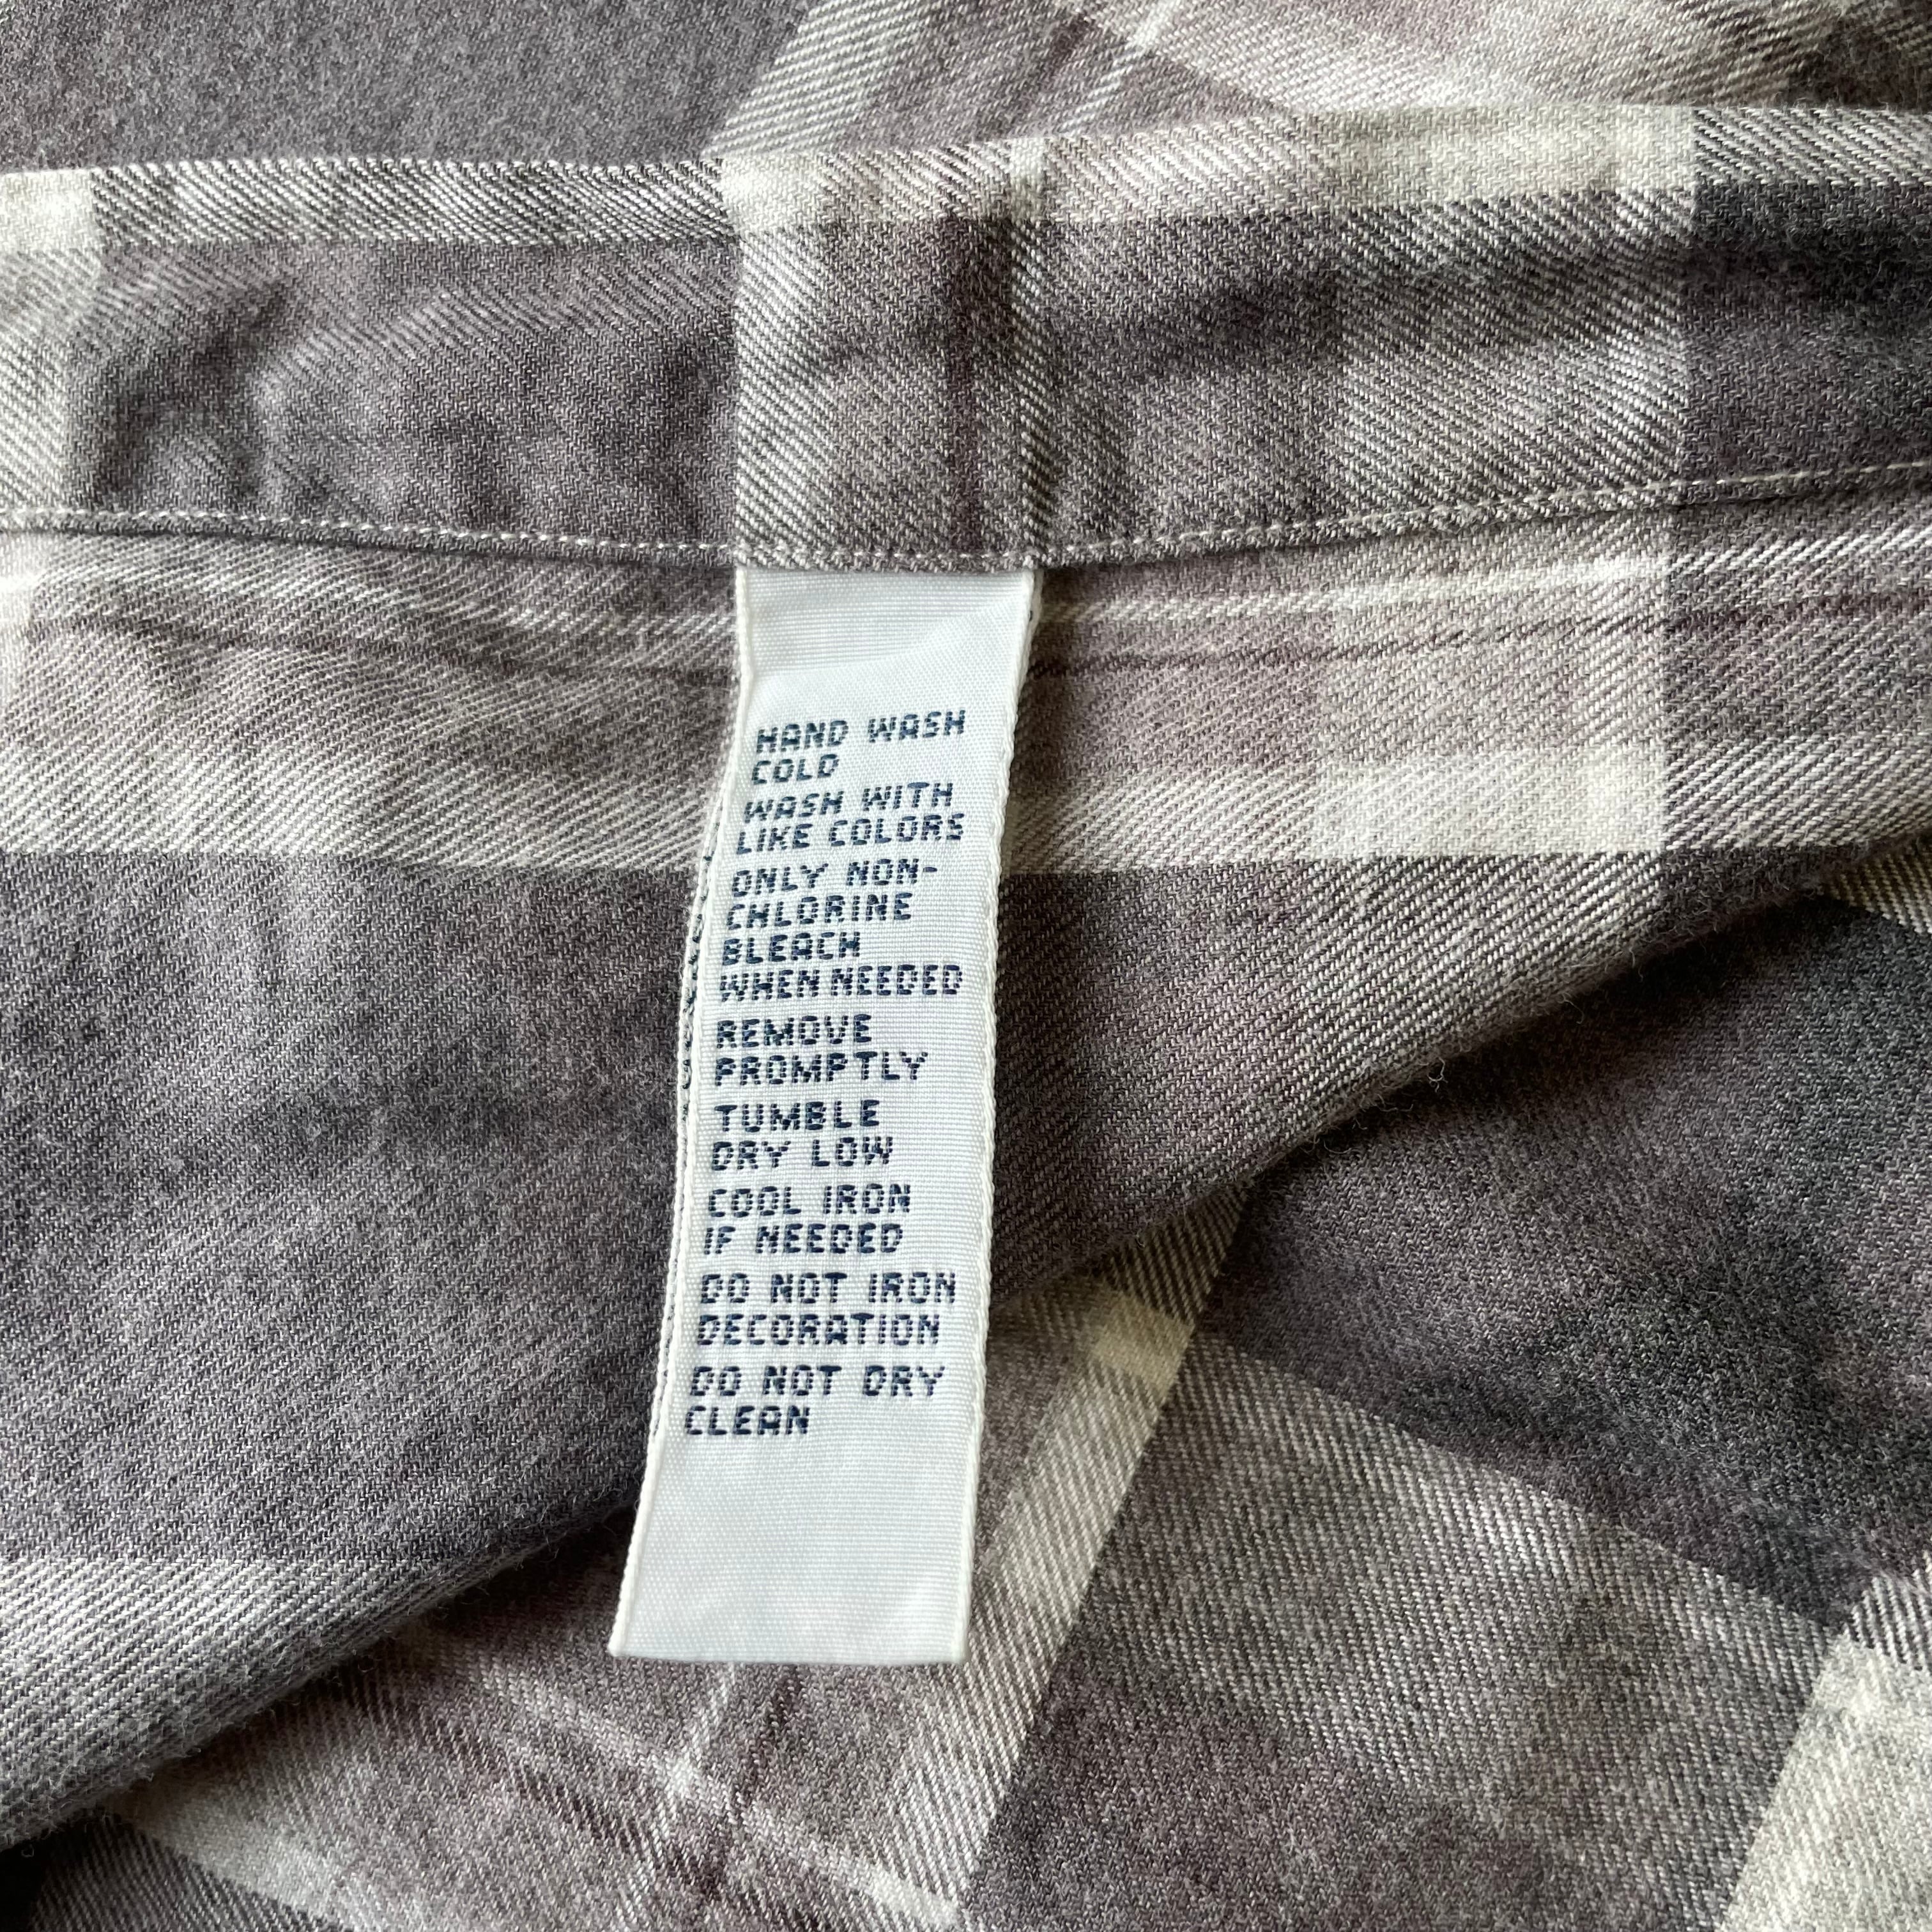 HAND WASH
COLD
WASH WITH
LIKE COLORS
ONLY NON-
CHLORINE
BLEACH
WHEN NEEDED
REMOVE
PROMPTLY
TUMBLE
DRY LOW
COOL IRON
IF NEEDED
DO NOT IRON
DECORATION
DO NOT DRY
CLEAN